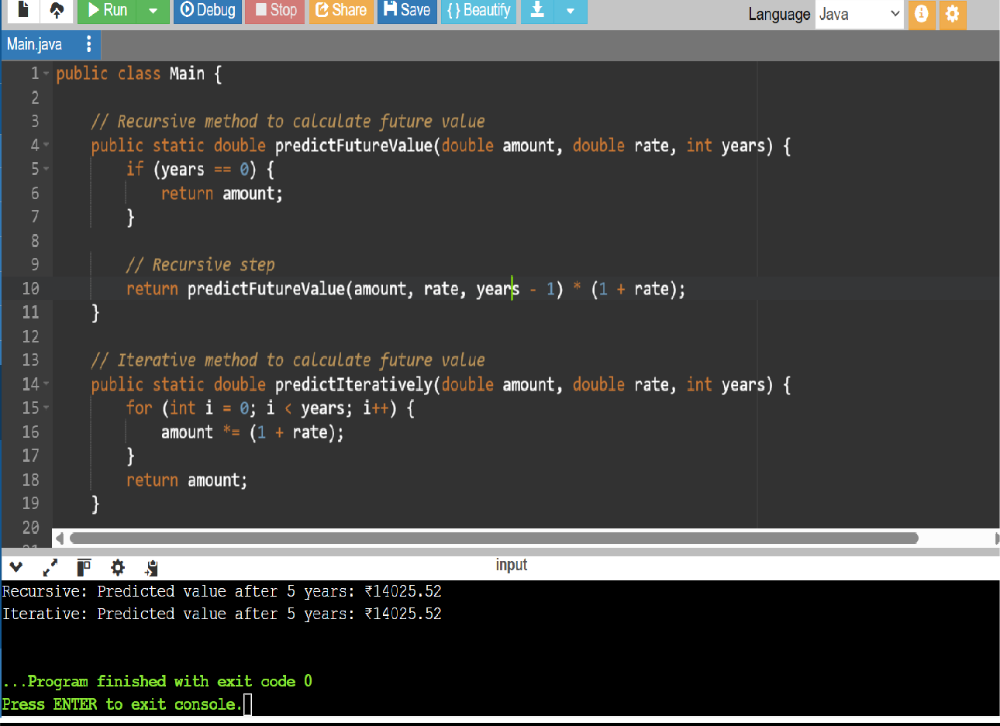 Run Debug Stop Share Save { } Beautify Language Java
Main.java
1 public class Main {
2
3 // Recursive method to calculate future value
4 public static double predictFutureValue(double amount, double rate, int years) {
5 if (years == 0) {
6 return amount;
7 }
8
9 // Recursive step
10 return predictFutureValue(amount, rate, years - 1) * (1 + rate);
11 }
12
13 // Iterative method to calculate future value
14 public static double predictIteratively(double amount, double rate, int years) {
15 for (int i = 0; i < years; i++) {
16 amount *= (1 + rate);
17 }
18 return amount;
19 }
20
21
input
Recursive: Predicted value after 5 years: ₹14025.52
Iterative: Predicted value after 5 years: ₹14025.52
...Program finished with exit code 0
Press ENTER to exit console.